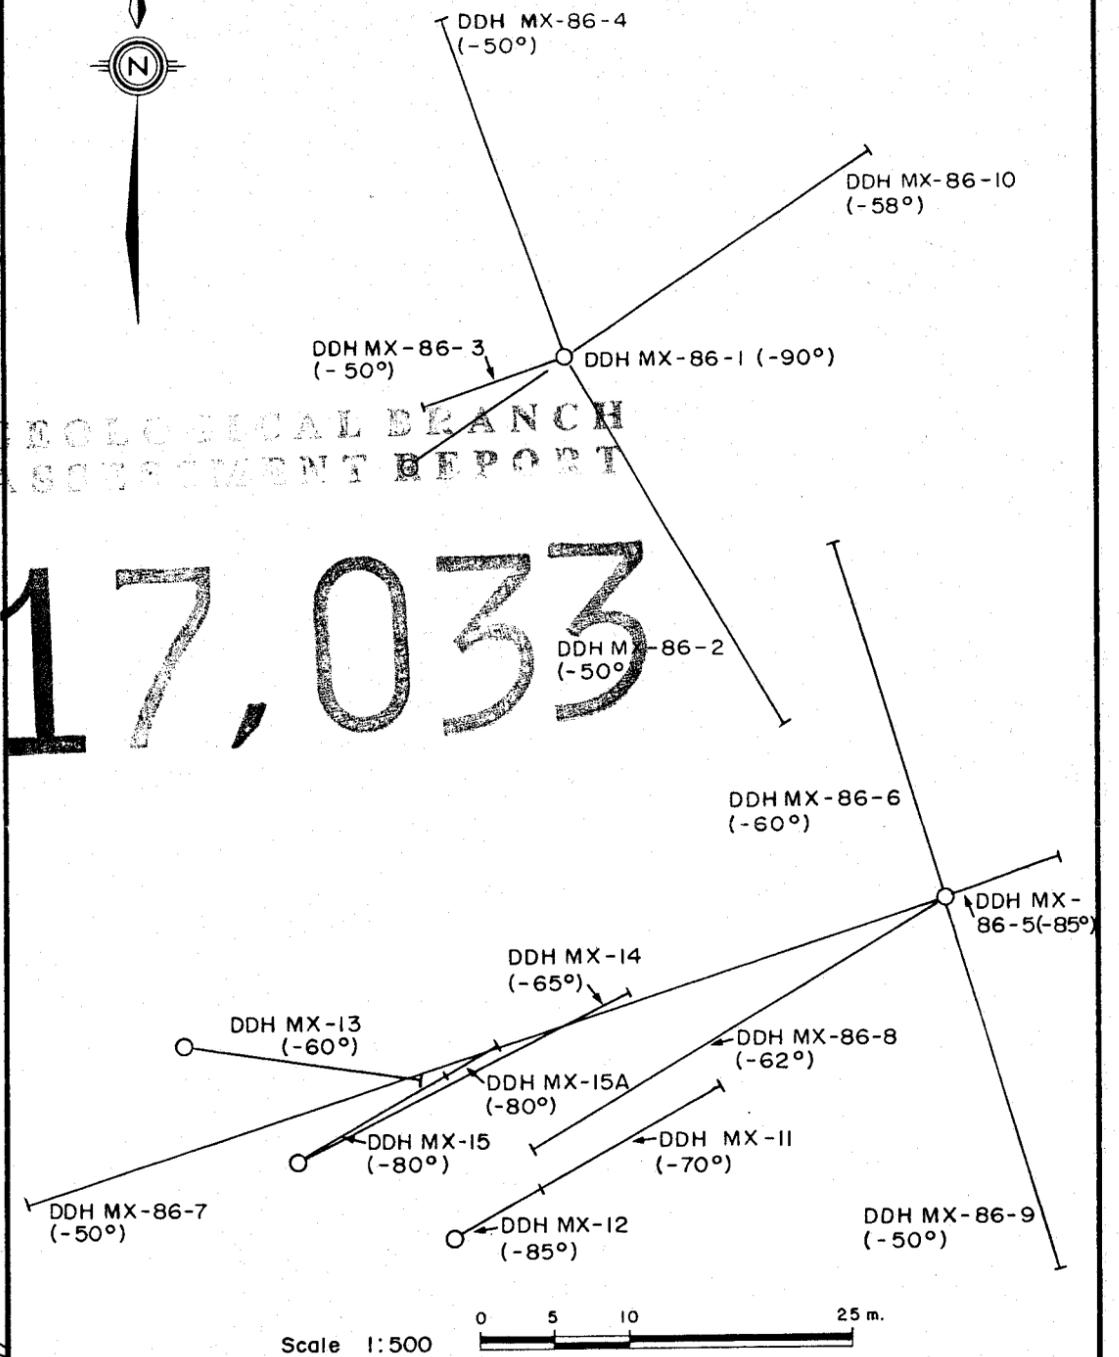 DDH MX-86-4
(-50°)
N
DDH MX-86-10
(-58°)
DDH MX-86-3
(-50°)
DDH MX-86-1 (-90°)
GEOLOGICAL BRANCH
ASSESSMENT REPORT
17,033
DDH MX-86-2
(-50°)
DDH MX-86-6
(-60°)
DDH MX-
86-5(-85°)
DDH MX-14
(-65°)
DDH MX-13
(-60°)
DDH MX-86-8
(-62°)
DDH MX-15A
(-80°)
DDH MX-15
(-80°)
DDH MX-11
(-70°)
DDH MX-86-7
(-50°)
DDH MX-12
(-85°)
DDH MX-86-9
(-50°)
0 5 10 25 m.
Scale 1:500